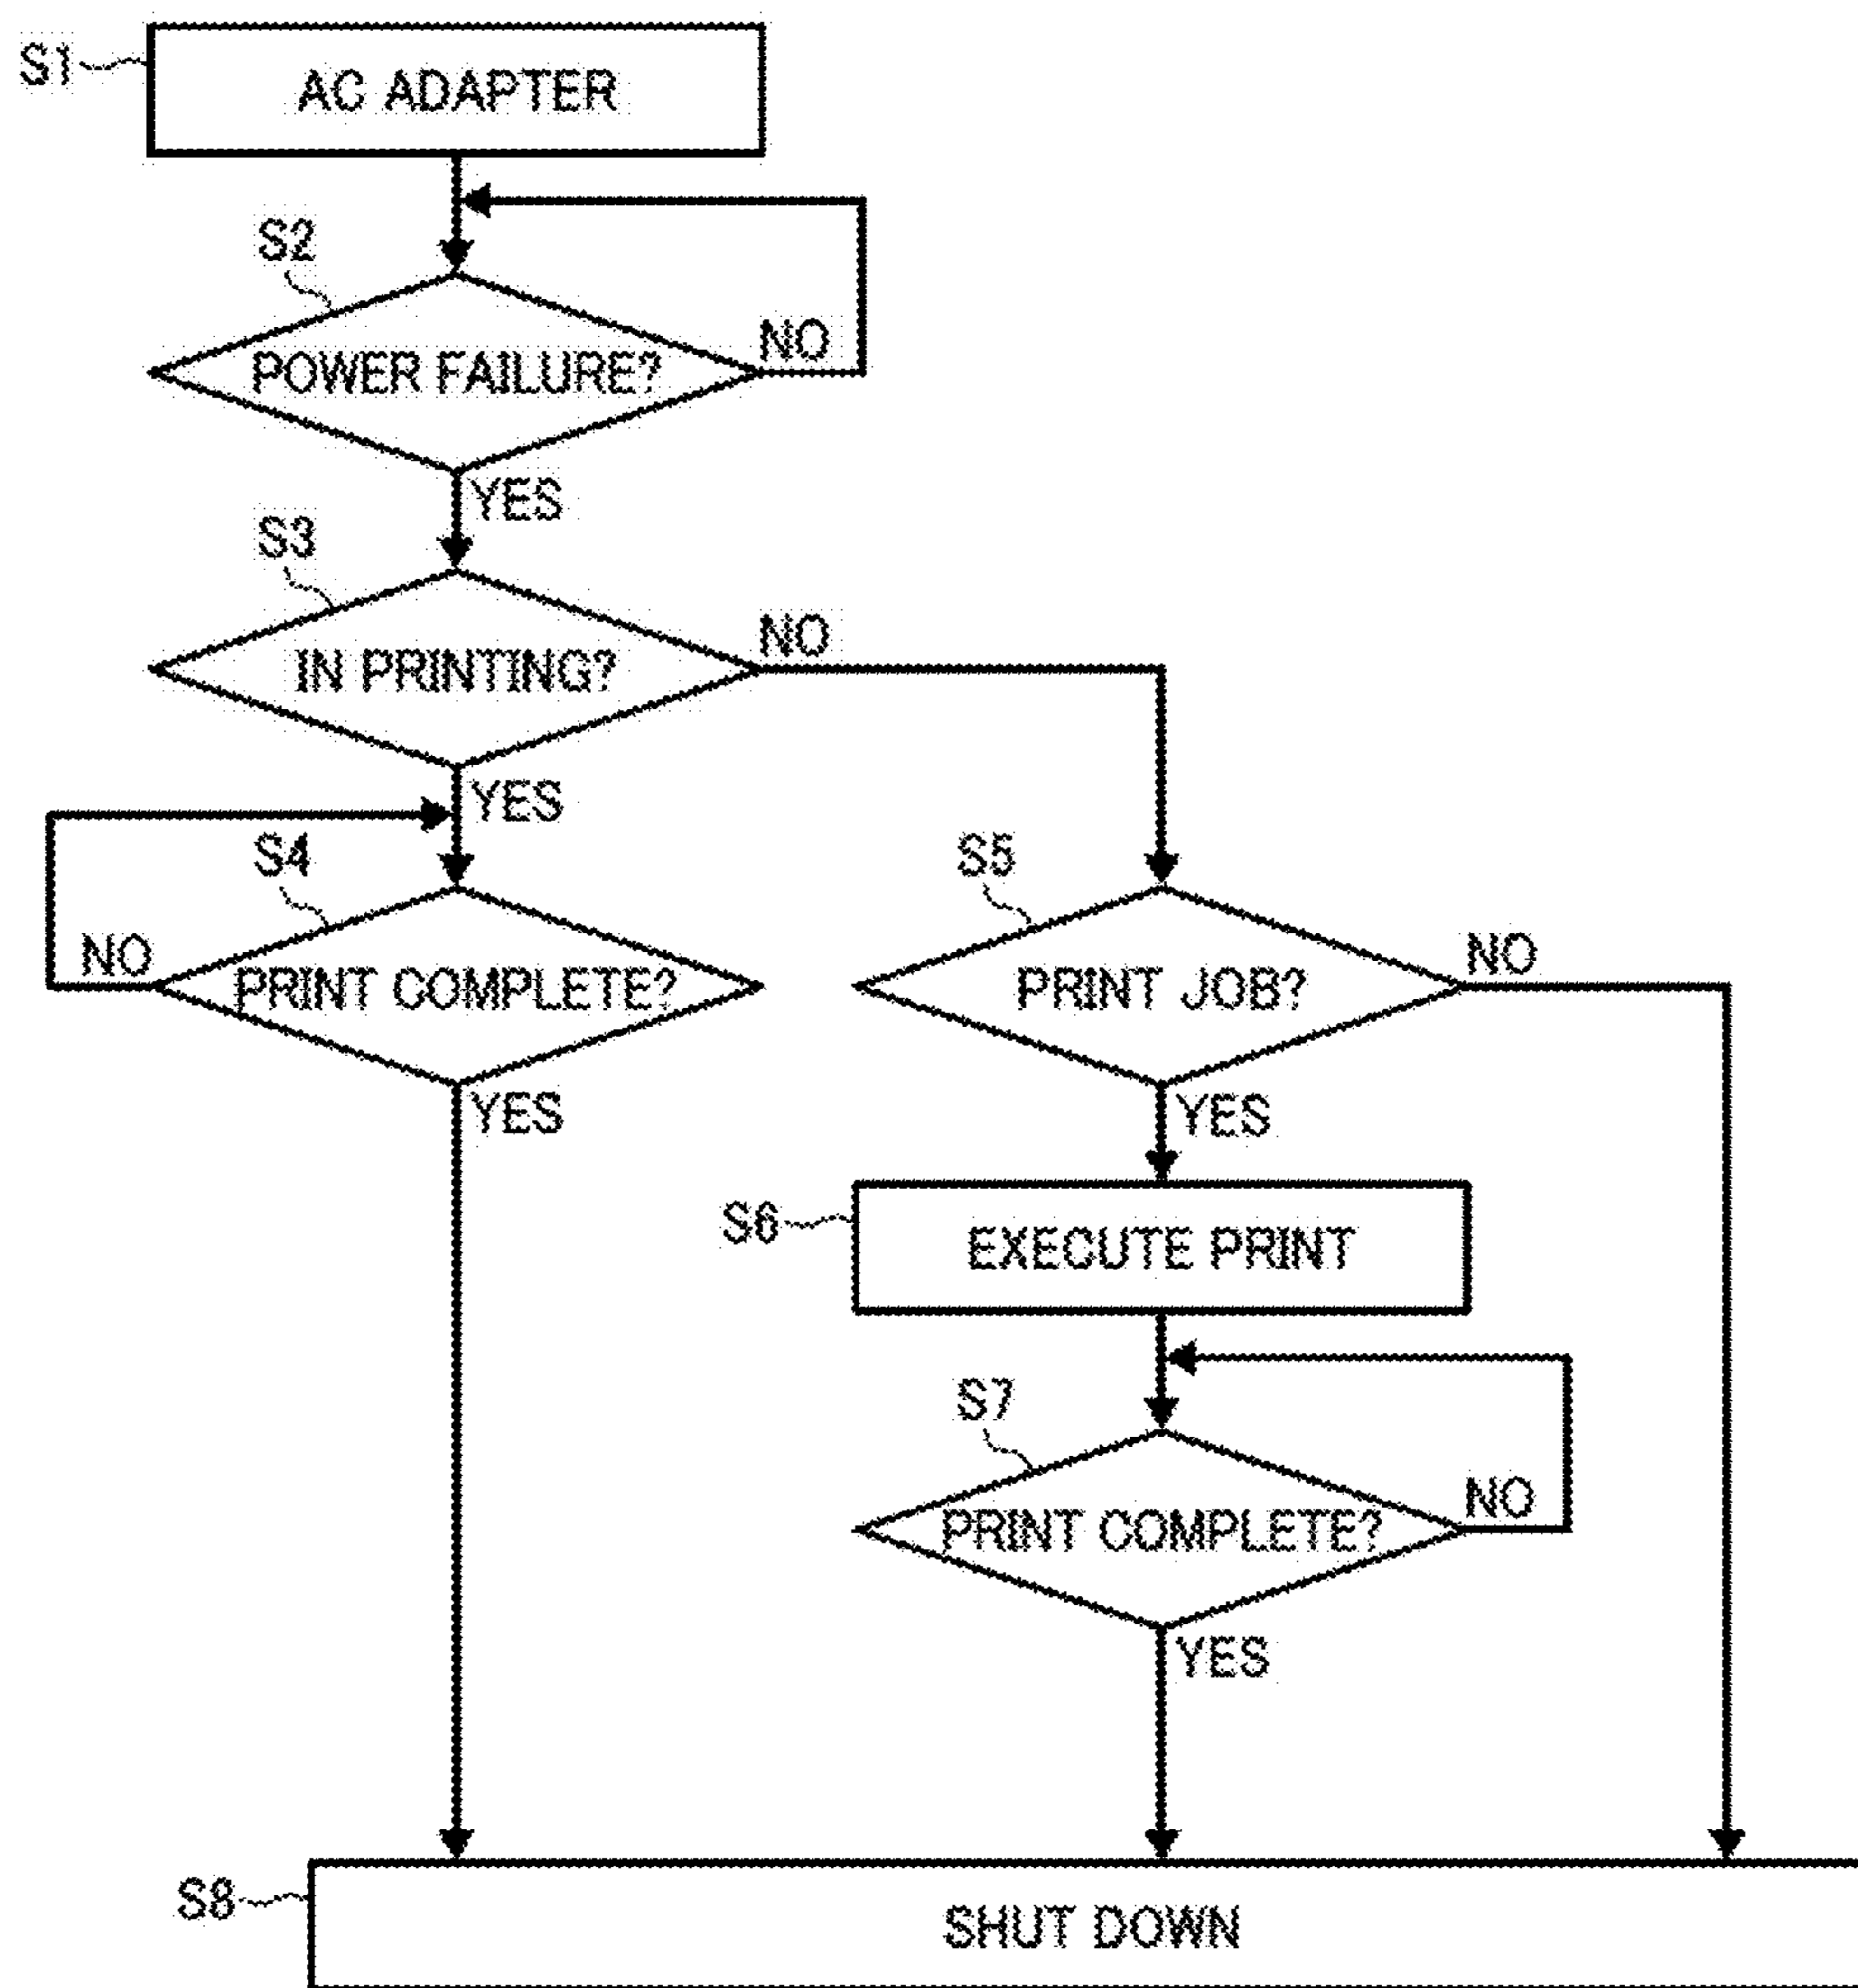 S1
AC ADAPTER
S2
POWER FAILURE?
NO
YES
S3
IN PRINTING?
NO
YES
S4
PRINT COMPLETE?
NO
YES
S5
PRINT JOB?
NO
YES
S6
EXECUTE PRINT
S7
PRINT COMPLETE?
NO
YES
S8
SHUT DOWN